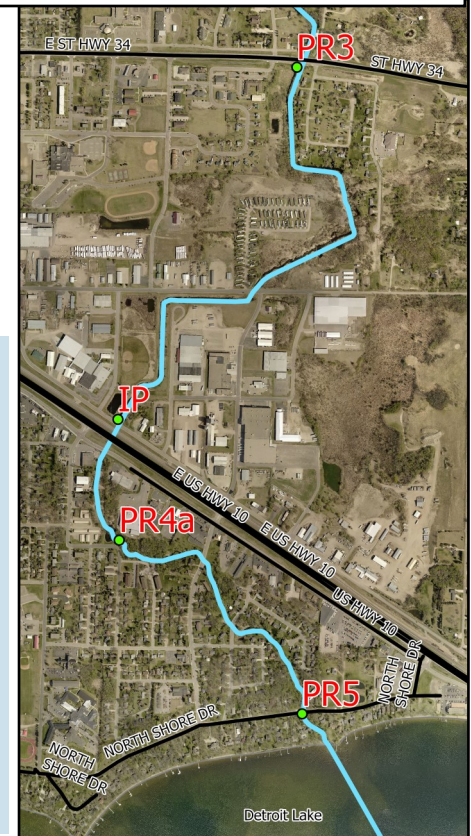 E ST HWY 34
PR3
ST HWY 34
IP
E US HWY 10
E US HWY 10
PR4a
US HWY 10
NORTH
SHORE DR
PR5
NORTH SHORE DR
NORTH
SHORE DR
Detroit Lake